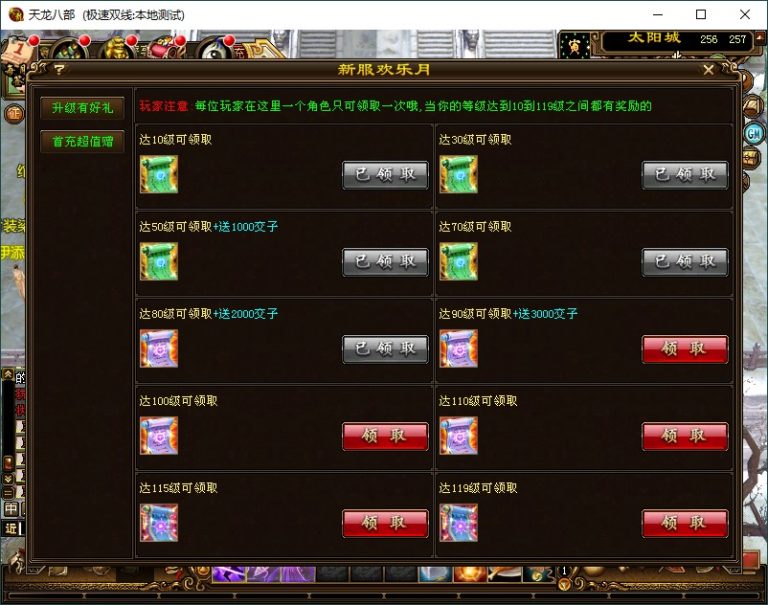 天龙八部 (极速双线:本地测试)
太阳城 256 257
新服欢乐月
?
升级有好礼
首充超值赠
玩家注意:每位玩家在这里一个角色只可领取一次哦,当你的等级达到10到119级之间都有奖励的
达10级可领取
已领取
达30级可领取
已领取
达50级可领取+送1000交子
已领取
达70级可领取
已领取
达80级可领取+送2000交子
已领取
达90级可领取+送3000交子
领取
达100级可领取
领取
达110级可领取
领取
达115级可领取
领取
达119级可领取
领取
GM
近
1